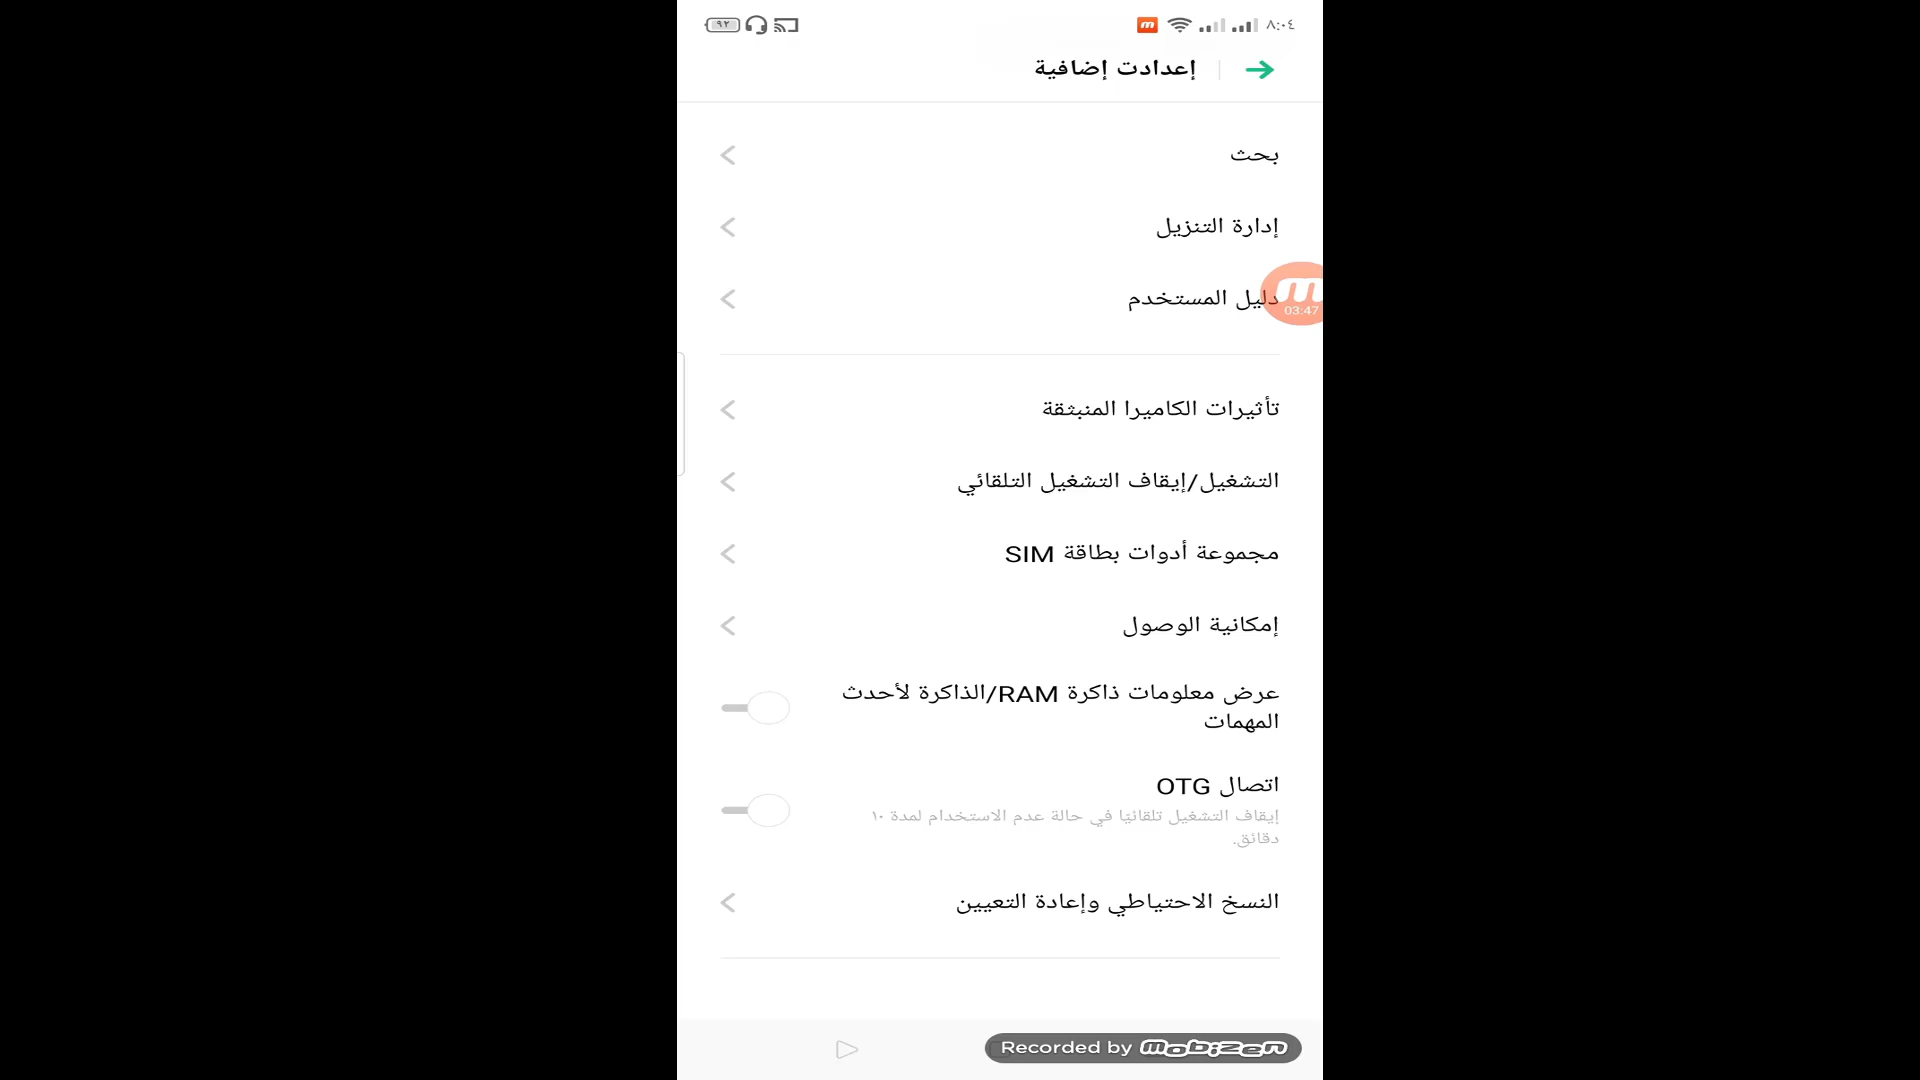 ٩٢
m
٨:٠٤
إعدادت إضافية
بحث
إدارة التنزيل
دليل المستخدم
m
03:47
تأثيرات الكاميرا المنبثقة
التشغيل/إيقاف التشغيل التلقائي
مجموعة أدوات بطاقة SIM
إمكانية الوصول
عرض معلومات ذاكرة RAM/الذاكرة لأحدث
المهمات
اتصال OTG
إيقاف التشغيل تلقائيًا في حالة عدم الاستخدام لمدة ١٠
دقائق.
النسخ الاحتياطي وإعادة التعيين
Recorded by mobizen